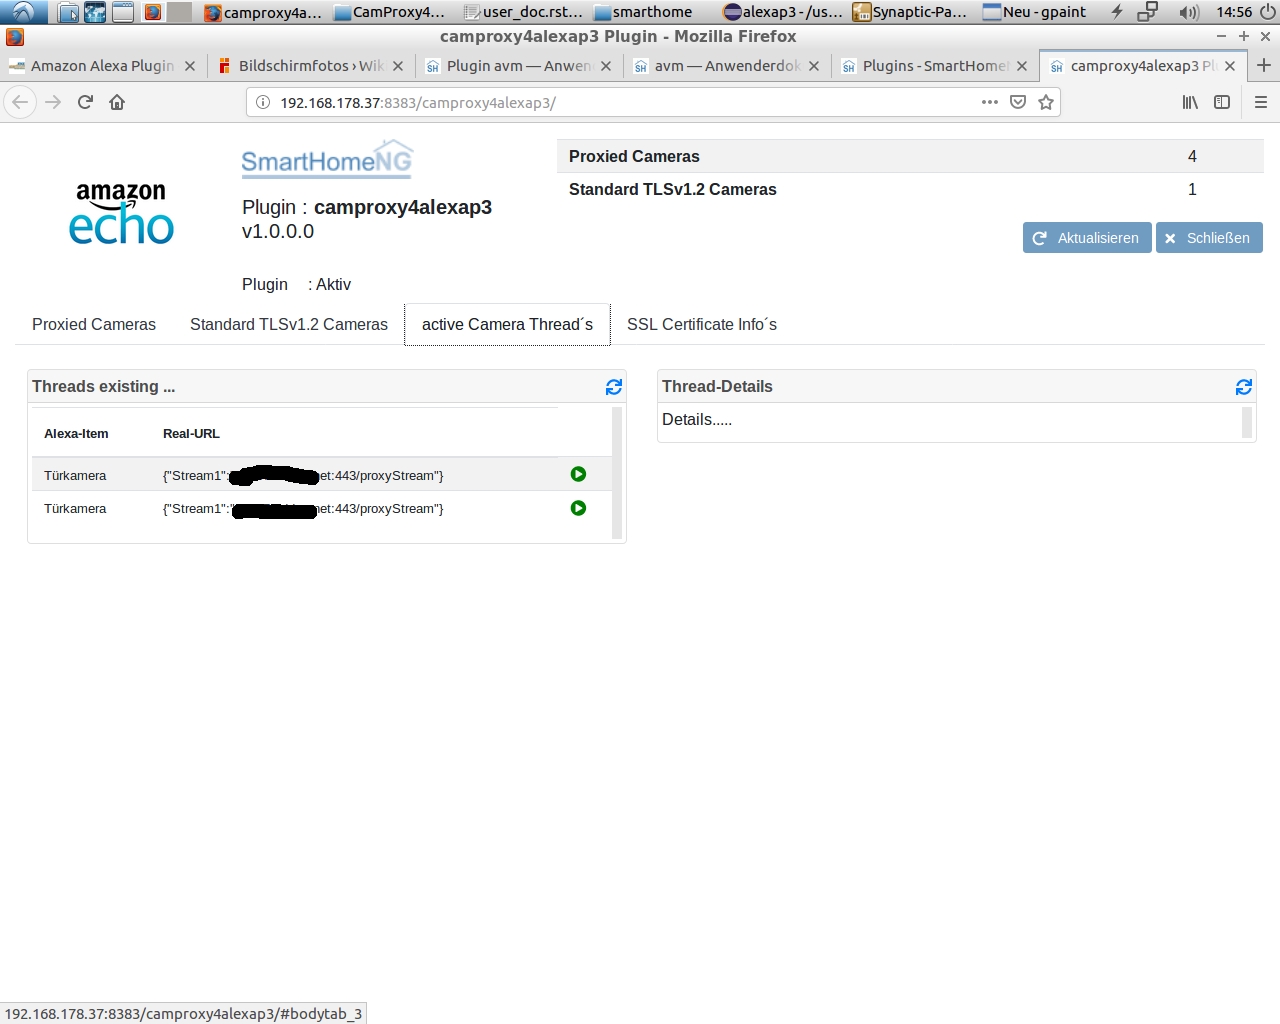 camproxy4a... CamProxy4... user_doc.rst... smarthome alexap3 - /us... Synaptic-Pa... Neu - gpaint 14:56
camproxy4alexap3 Plugin - Mozilla Firefox
Amazon Alexa Plugin Bildschirmfotos › Wik Plugin avm — Anwen avm — Anwenderdok Plugins - SmartHome camproxy4alexap3 Pl
192.168.178.37:8383/camproxy4alexap3/
amazon
echo
SmartHomeNG
Plugin : camproxy4alexap3
v1.0.0.0
Plugin : Aktiv
Proxied Cameras 4
Standard TLSv1.2 Cameras 1
Aktualisieren Schließen
Proxied Cameras Standard TLSv1.2 Cameras active Camera Thread´s SSL Certificate Info´s
Threads existing ...
Alexa-Item Real-URL
Türkamera {"Stream1": et:443/proxyStream"}
Türkamera {"Stream1":" net:443/proxyStream"}
Thread-Details
Details.....
192.168.178.37:8383/camproxy4alexap3/#bodytab_3